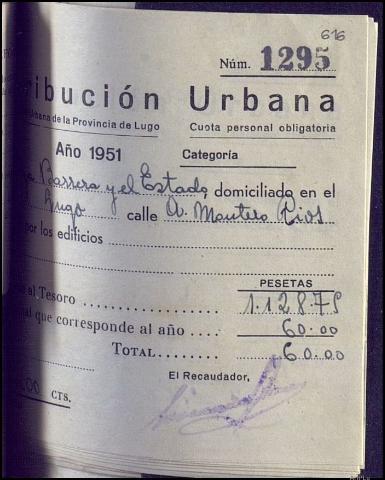 616
Núm. 1295
ribución Urbana
Urbana de la Provincia de Lugo Cuota personal obligatoria
Año 1951 Categoría
Barrera y el Estado, domiciliado en el
Lugo calle A. Montero Rios
por los edificios
PESETAS
al Tesoro 1.128 75
al que corresponde al año 60.00
TOTAL 60.00
El Recaudador,
,00 CTS.